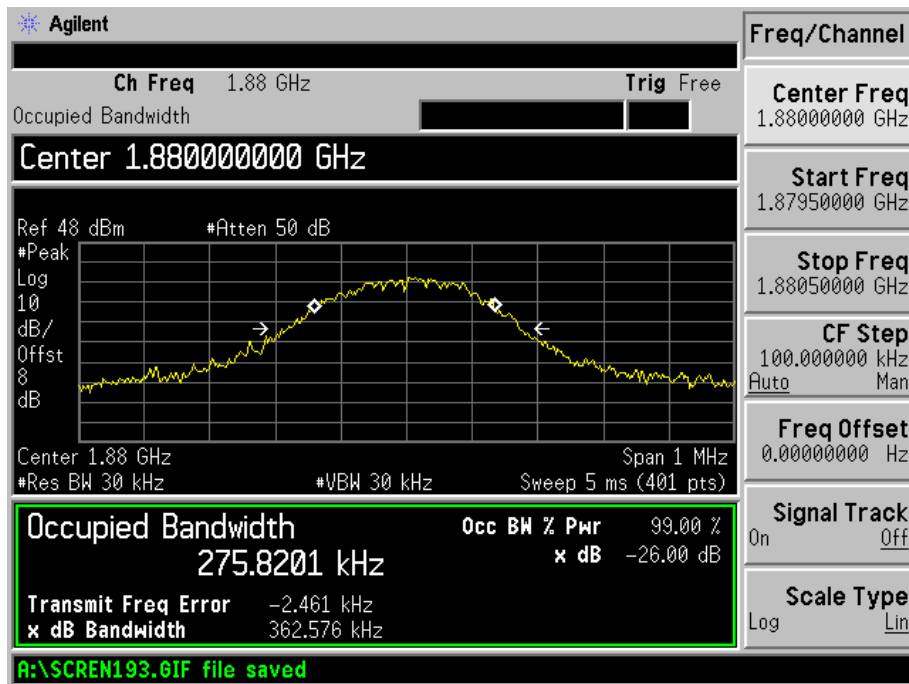 Agilent
Freq/Channel
Ch Freq 1.88 GHz Trig Free
Occupied Bandwidth
Center 1.880000000 GHz
Ref 48 dBm #Atten 50 dB
#Peak
Log
10
dB/
Offst
8
dB
Center 1.88 GHz Span 1 MHz
#Res BW 30 kHz #VBW 30 kHz Sweep 5 ms (401 pts)
Occupied Bandwidth
275.8201 kHz
Occ BW % Pwr 99.00 %
x dB -26.00 dB
Transmit Freq Error -2.461 kHz
x dB Bandwidth 362.576 kHz
A:\SCREN193.GIF file saved
Center Freq
1.88000000 GHz
Start Freq
1.87950000 GHz
Stop Freq
1.88050000 GHz
CF Step
100.000000 kHz
Auto Man
Freq Offset
0.00000000 Hz
Signal Track
On Off
Scale Type
Log Lin